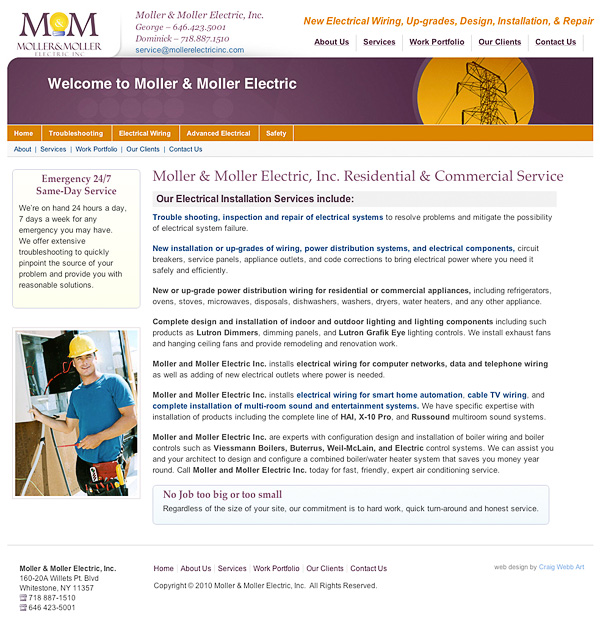 M&M
MOLLER&MOLLER
ELECTRIC INC
Moller & Moller Electric, Inc.
George – 646.423.5001
Dominick – 718.887.1510
service@mollerelectricinc.com
New Electrical Wiring, Up-grades, Design, Installation, & Repair
About Us Services Work Portfolio Our Clients Contact Us
Welcome to Moller & Moller Electric
Home Troubleshooting Electrical Wiring Advanced Electrical Safety
About | Services | Work Portfolio | Our Clients | Contact Us
Emergency 24/7
Same-Day Service
We're on hand 24 hours a day,
7 days a week for any
emergency you may have.
We offer extensive
troubleshooting to quickly
pinpoint the source of your
problem and provide you with
reasonable solutions.
Moller & Moller Electric, Inc. Residential & Commercial Service
Our Electrical Installation Services include:
Trouble shooting, inspection and repair of electrical systems to resolve problems and mitigate the possibility
of electrical system failure.
New installation or up-grades of wiring, power distribution systems, and electrical components, circuit
breakers, service panels, appliance outlets, and code corrections to bring electrical power where you need it
safely and efficiently.
New or up-grade power distribution wiring for residential or commercial appliances, including refrigerators,
ovens, stoves, microwaves, disposals, dishwashers, washers, dryers, water heaters, and any other appliance.
Complete design and installation of indoor and outdoor lighting and lighting components including such
products as Lutron Dimmers, dimming panels, and Lutron Grafik Eye lighting controls. We install exhaust fans
and hanging ceiling fans and provide remodeling and renovation work.
Moller and Moller Electric Inc. installs electrical wiring for computer networks, data and telephone wiring
as well as adding of new electrical outlets where power is needed.
Moller and Moller Electric Inc. installs electrical wiring for smart home automation, cable TV wiring, and
complete installation of multi-room sound and entertainment systems. We have specific expertise with
installation of products including the complete line of HAI, X-10 Pro, and Russound multiroom sound systems.
Moller and Moller Electric Inc. are experts with configuration design and installation of boiler wiring and boiler
controls such as Viessmann Boilers, Buterrus, Weil-McLain, and Electric control systems. We can assist you
and your architect to design and configure a combined boiler/water heater system that saves you money year
round. Call Moller and Moller Electric Inc. today for fast, friendly, expert air conditioning service.
No Job too big or too small
Regardless of the size of your site, our commitment is to hard work, quick turn-around and honest service.
Moller & Moller Electric, Inc.
160-20A Willets Pt. Blvd
Whitestone, NY 11357
718 887-1510
646 423-5001
Home About Us Services Work Portfolio Our Clients Contact Us
Copyright © 2010 Moller & Moller Electric, Inc. All Rights Reserved.
web design by Craig Webb Art